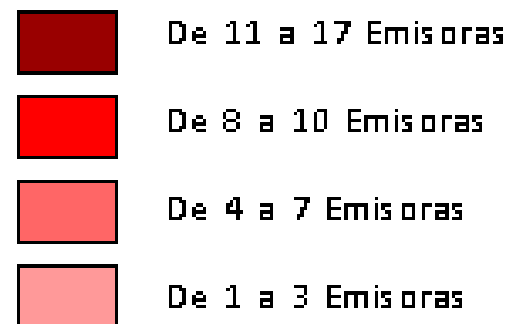 De 11 a 17 Emisoras
De 8 a 10 Emisoras
De 4 a 7 Emisoras
De 1 a 3 Emisoras